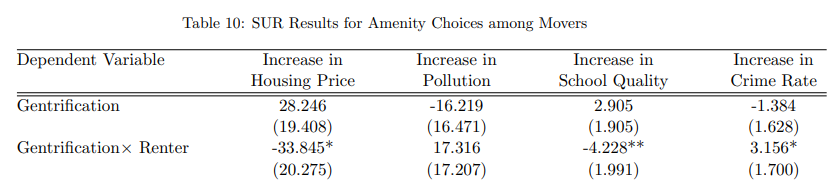 Table 10: SUR Results for Amenity Choices among Movers
Dependent Variable Increase in Increase in Increase in Increase in
Housing Price Pollution School Quality Crime Rate
Gentrification 28.246 -16.219 2.905 -1.384
(19.408) (16.471) (1.905) (1.628)
Gentrification× Renter -33.845* 17.316 -4.228** 3.156*
(20.275) (17.207) (1.991) (1.700)